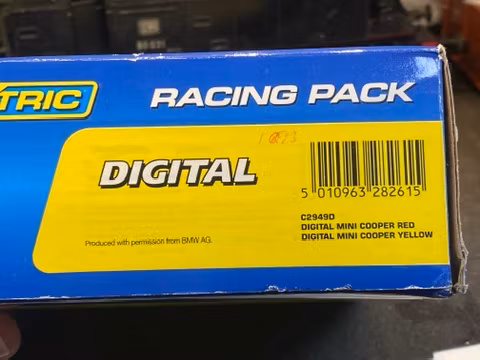 TRIC
RACING PACK
DIGITAL
5 010963 282615
C2949D
DIGITAL MINI COOPER RED
DIGITAL MINI COOPER YELLOW
Produced with permission from BMW AG.